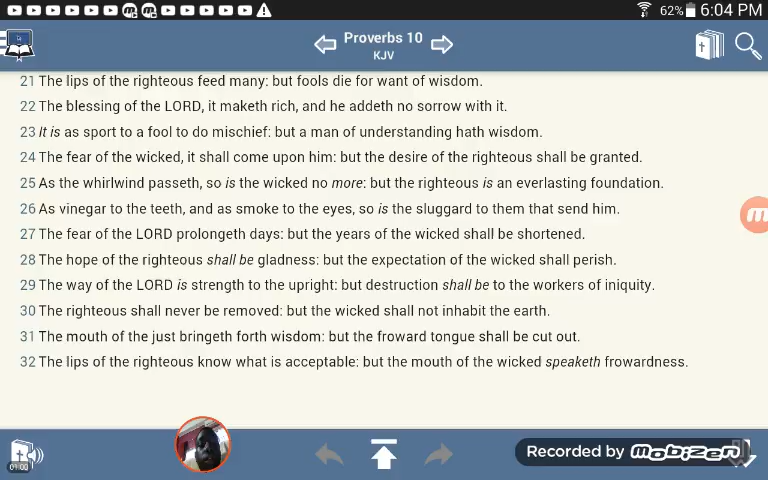 62% 6:04 PM
Proverbs 10
KJV
21 The lips of the righteous feed many: but fools die for want of wisdom.
22 The blessing of the LORD, it maketh rich, and he addeth no sorrow with it.
23 It is as sport to a fool to do mischief: but a man of understanding hath wisdom.
24 The fear of the wicked, it shall come upon him: but the desire of the righteous shall be granted.
25 As the whirlwind passeth, so is the wicked no more: but the righteous is an everlasting foundation.
26 As vinegar to the teeth, and as smoke to the eyes, so is the sluggard to them that send him.
27 The fear of the LORD prolongeth days: but the years of the wicked shall be shortened.
28 The hope of the righteous shall be gladness: but the expectation of the wicked shall perish.
29 The way of the LORD is strength to the upright: but destruction shall be to the workers of iniquity.
30 The righteous shall never be removed: but the wicked shall not inhabit the earth.
31 The mouth of the just bringeth forth wisdom: but the froward tongue shall be cut out.
32 The lips of the righteous know what is acceptable: but the mouth of the wicked speaketh frowardness.
01:00
Recorded by Mobizen